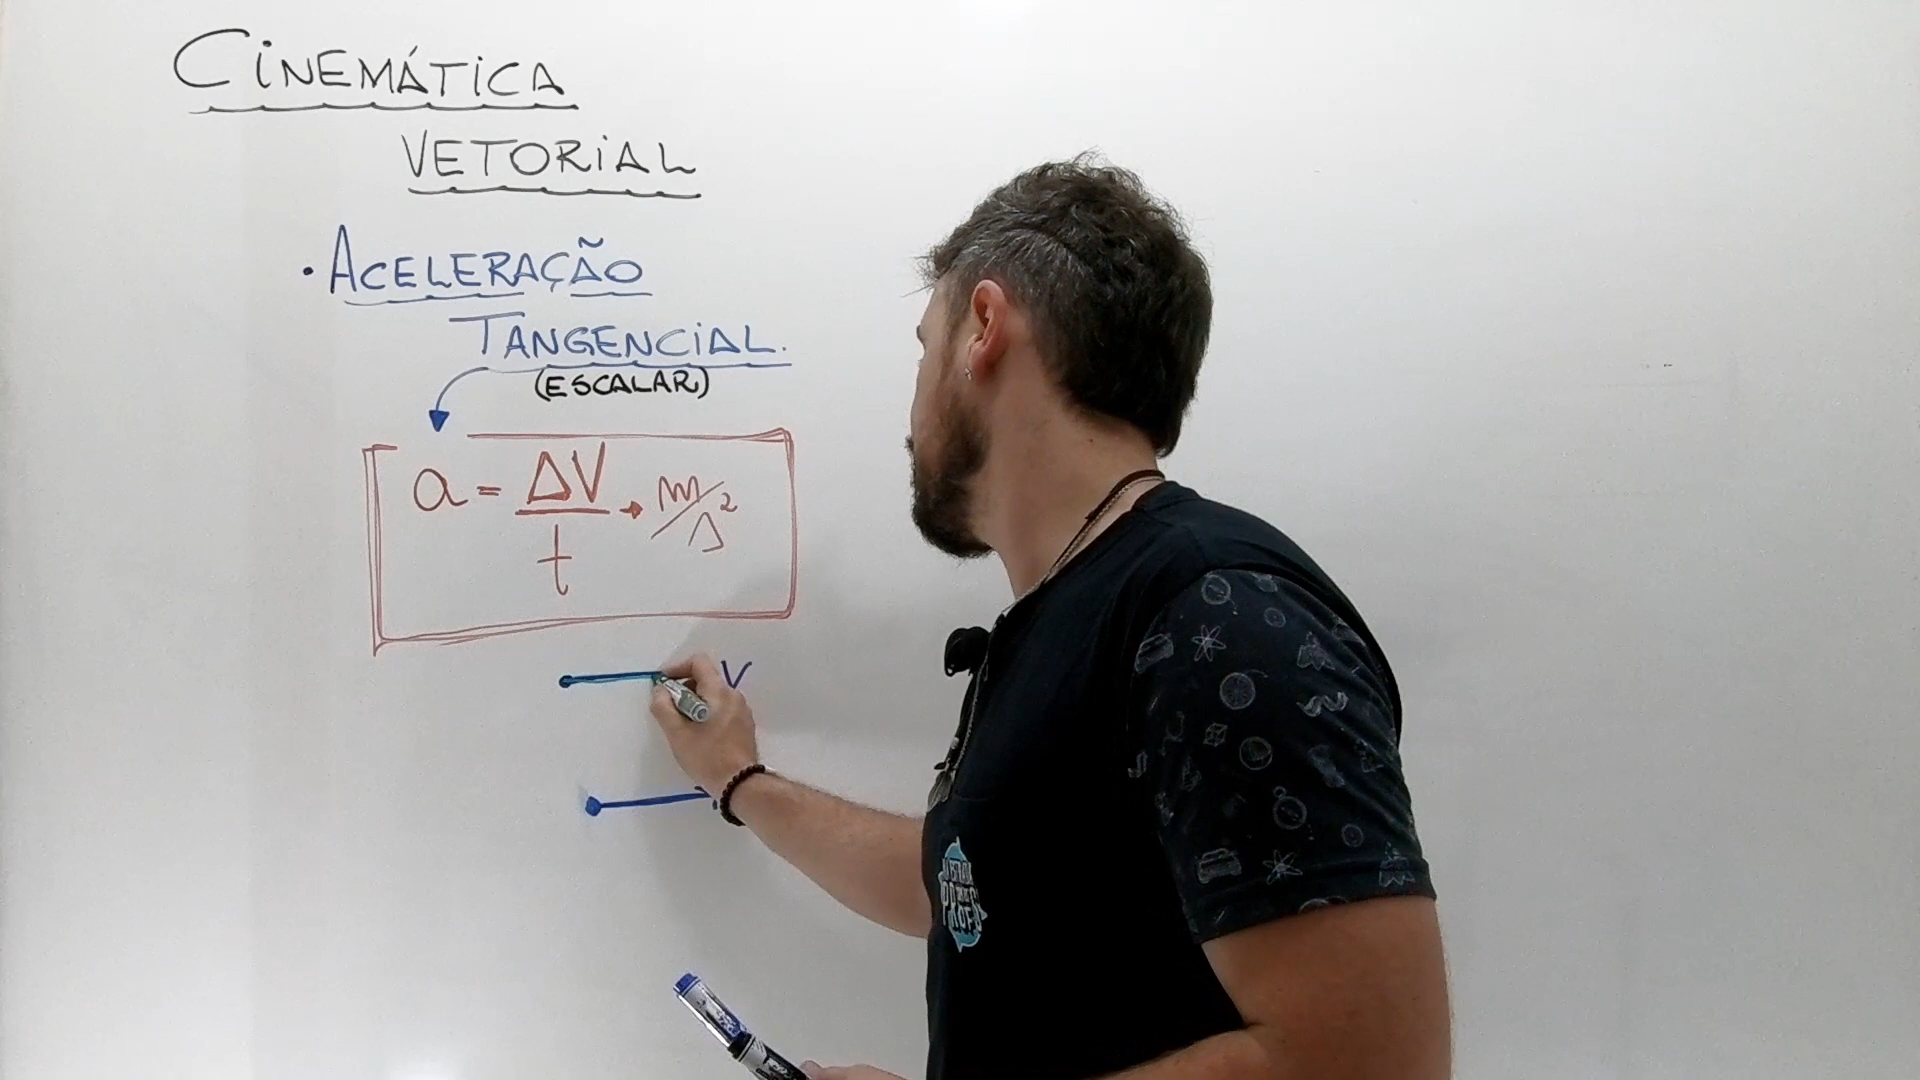 CINEMÁTICA
VETORIAL
• ACELERAÇÃO
TANGENCIAL.
(ESCALAR)
a = ΔV/t → m/s²
V